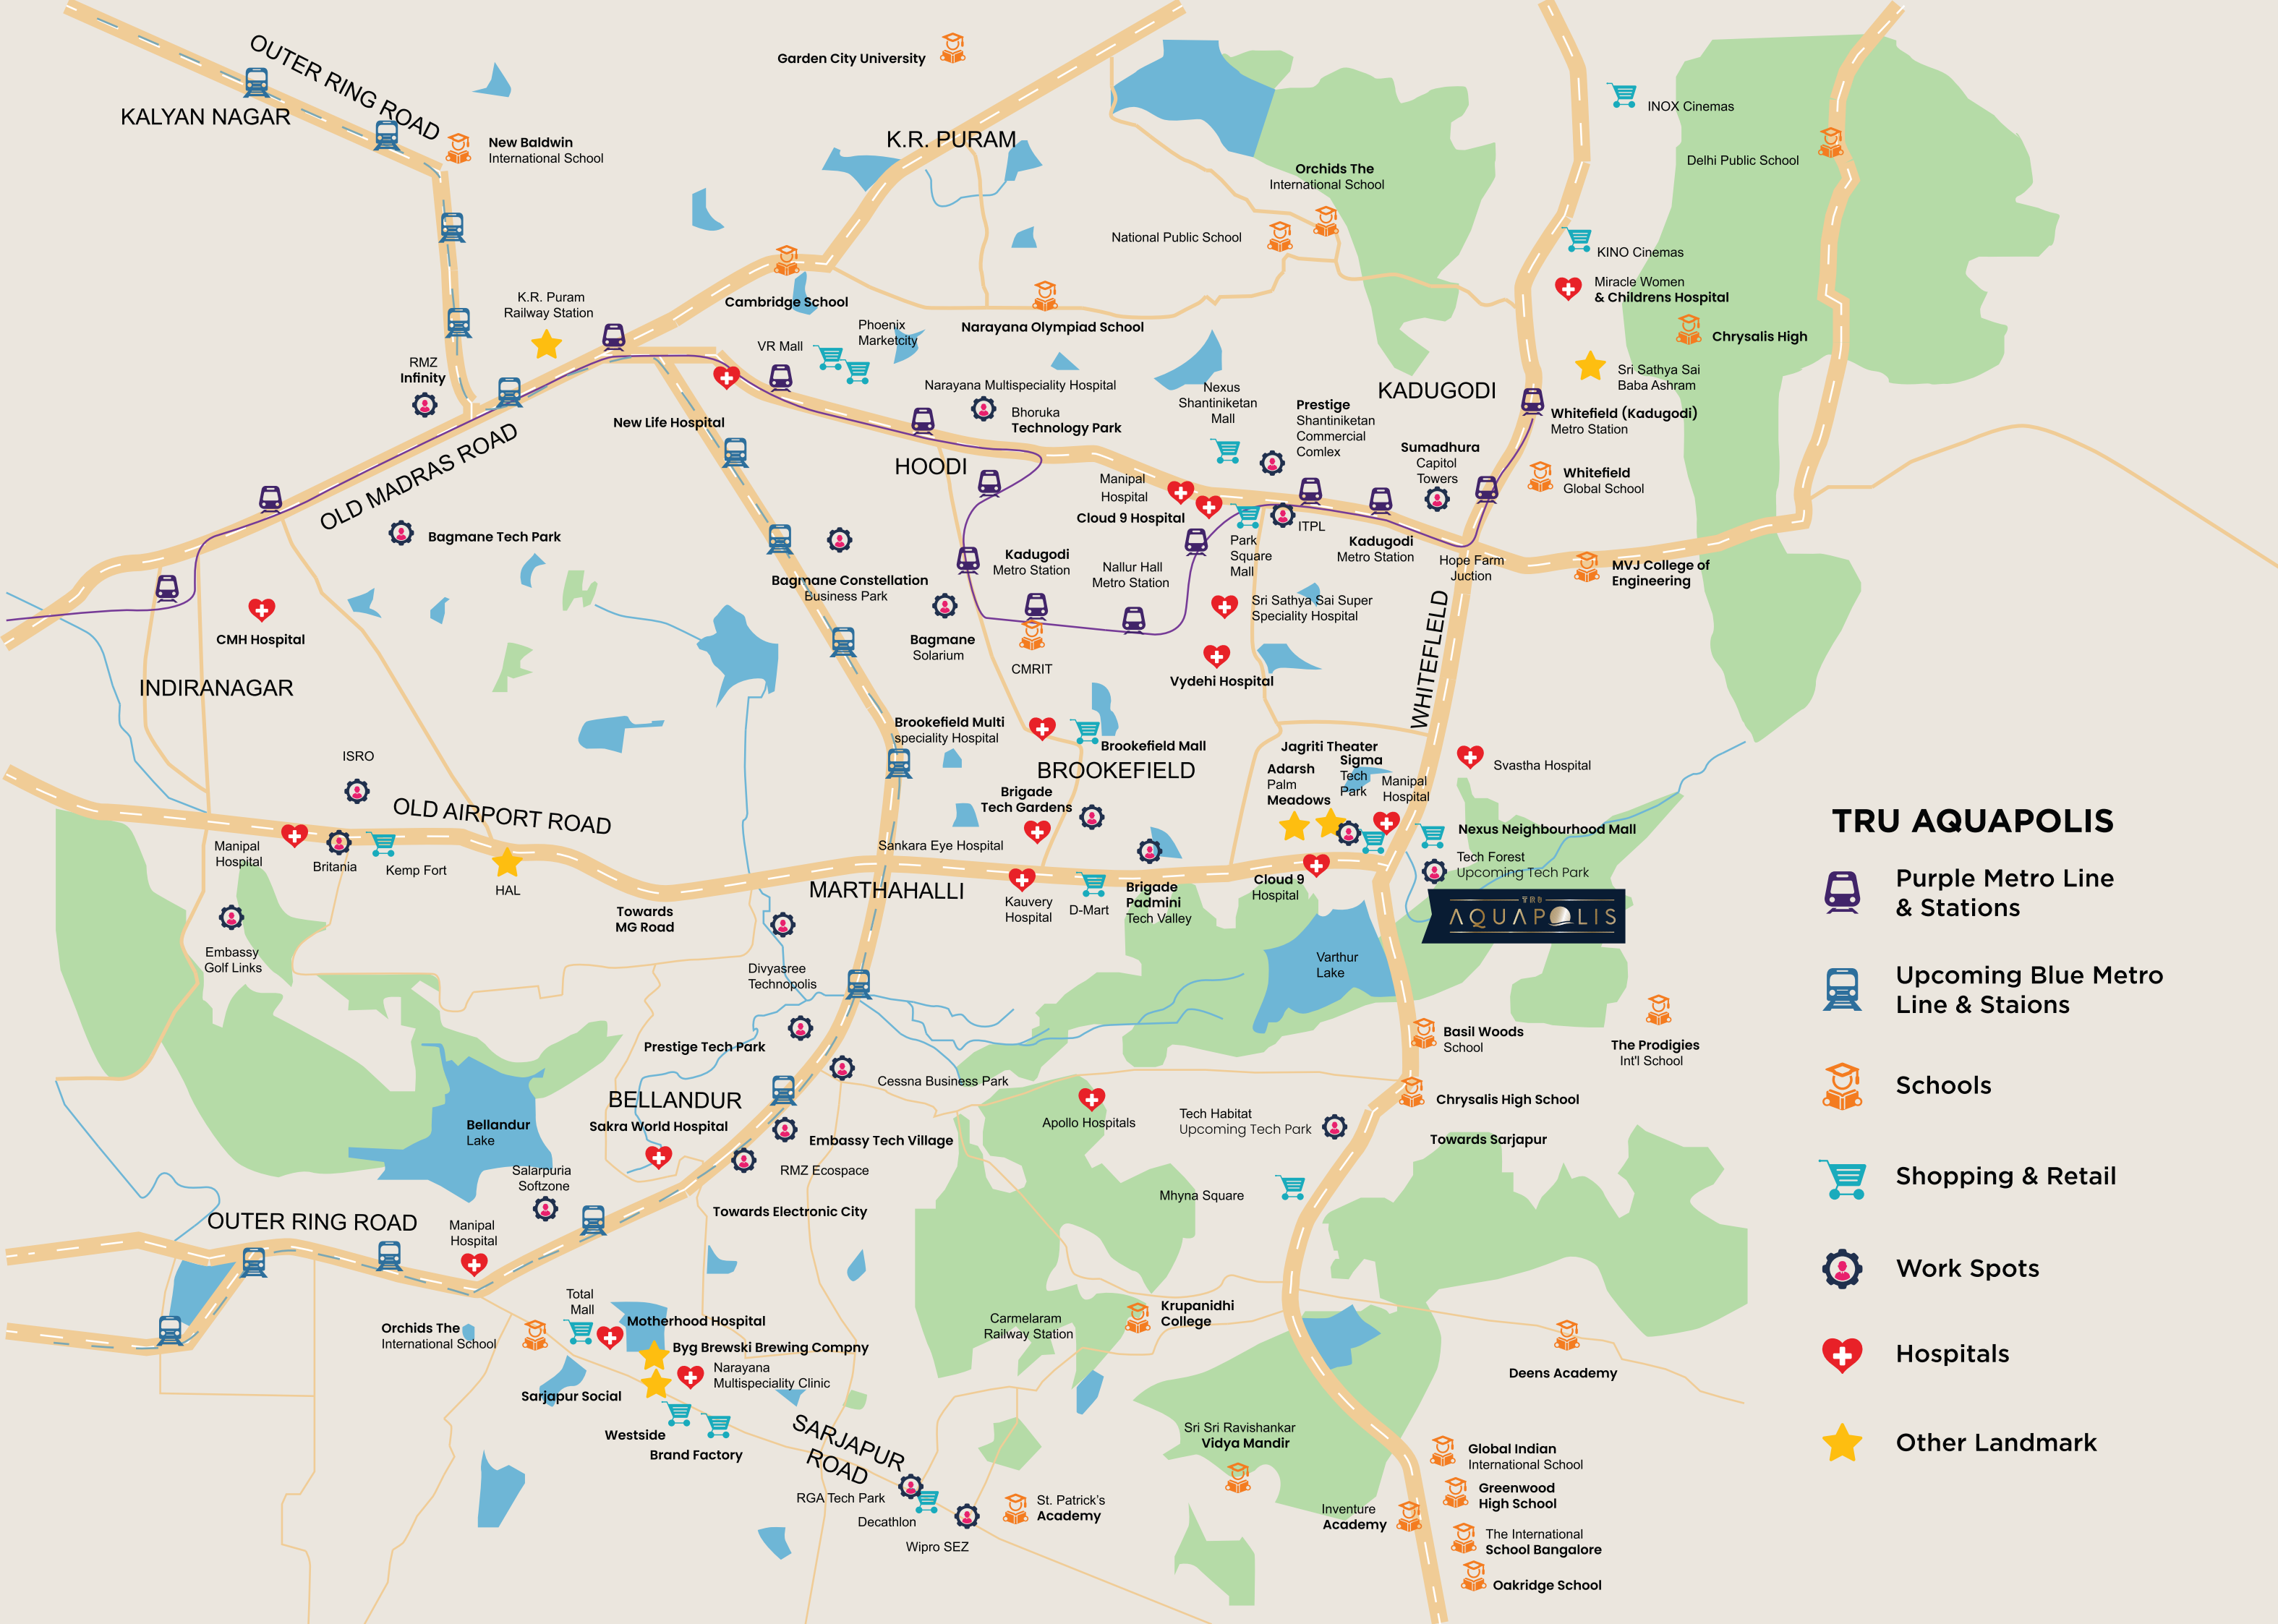 OUTER RING ROAD
KALYAN NAGAR
New Baldwin
International School
Garden City University
K.R. PURAM
INOX Cinemas
Delhi Public School
Orchids The
International School
National Public School
KINO Cinemas
Miracle Women
& Childrens Hospital
Chrysalis High
Sri Sathya Sai
Baba Ashram
K.R. Puram
Railway Station
Cambridge School
Narayana Olympiad School
VR Mall
Phoenix
Marketcity
RMZ
Infinity
Narayana Multispeciality Hospital
Bhoruka
Technology Park
New Life Hospital
OLD MADRAS ROAD
HOODI
Nexus
Shantiniketan
Mall
Prestige
Shantiniketan
Commercial
Comlex
KADUGODI
Whitefield (Kadugodi)
Metro Station
Sumadhura
Capitol
Towers
Whitefield
Global School
Manipal
Hospital
Cloud 9 Hospital
ITPL
Park
Square
Mall
Kadugodi
Metro Station
Hope Farm
Juction
MVJ College of
Engineering
Bagmane Tech Park
Bagmane Constellation
Business Park
Kadugodi
Metro Station
Nallur Hall
Metro Station
Sri Sathya Sai Super
Speciality Hospital
CMH Hospital
Bagmane
Solarium
CMRIT
Vydehi Hospital
WHITEFLELD
INDIRANAGAR
Brookefield Multi
speciality Hospital
Brookefield Mall
BROOKEFIELD
Jagriti Theater
Sigma
Tech
Park
Adarsh
Palm
Meadows
Manipal
Hospital
Svastha Hospital
ISRO
OLD AIRPORT ROAD
Brigade
Tech Gardens
Nexus Neighbourhood Mall
Tech Forest
Upcoming Tech Park
Manipal
Hospital
Britania
Kemp Fort
HAL
Sankara Eye Hospital
MARTHAHALLI
Kauvery
Hospital
D-Mart
Brigade
Padmini
Tech Valley
Cloud 9
Hospital
TRU
AQUAPOLIS
Towards
MG Road
Embassy
Golf Links
Divyasree
Technopolis
Varthur
Lake
Basil Woods
School
The Prodigies
Int'l School
Prestige Tech Park
Cessna Business Park
BELLANDUR
Sakra World Hospital
Embassy Tech Village
RMZ Ecospace
Apollo Hospitals
Tech Habitat
Upcoming Tech Park
Chrysalis High School
Towards Sarjapur
Bellandur
Lake
Salarpuria
Softzone
Mhyna Square
Towards Electronic City
OUTER RING ROAD
Manipal
Hospital
Total
Mall
Orchids The
International School
Motherhood Hospital
Byg Brewski Brewing Compny
Narayana
Multispeciality Clinic
Sarjapur Social
Westside
Brand Factory
Carmelaram
Railway Station
Krupanidhi
College
Deens Academy
SARJAPUR
ROAD
RGA Tech Park
Decathlon
Wipro SEZ
St. Patrick's
Academy
Sri Sri Ravishankar
Vidya Mandir
Global Indian
International School
Greenwood
High School
Inventure
Academy
The International
School Bangalore
Oakridge School
TRU AQUAPOLIS
Purple Metro Line
& Stations
Upcoming Blue Metro
Line & Staions
Schools
Shopping & Retail
Work Spots
Hospitals
Other Landmark